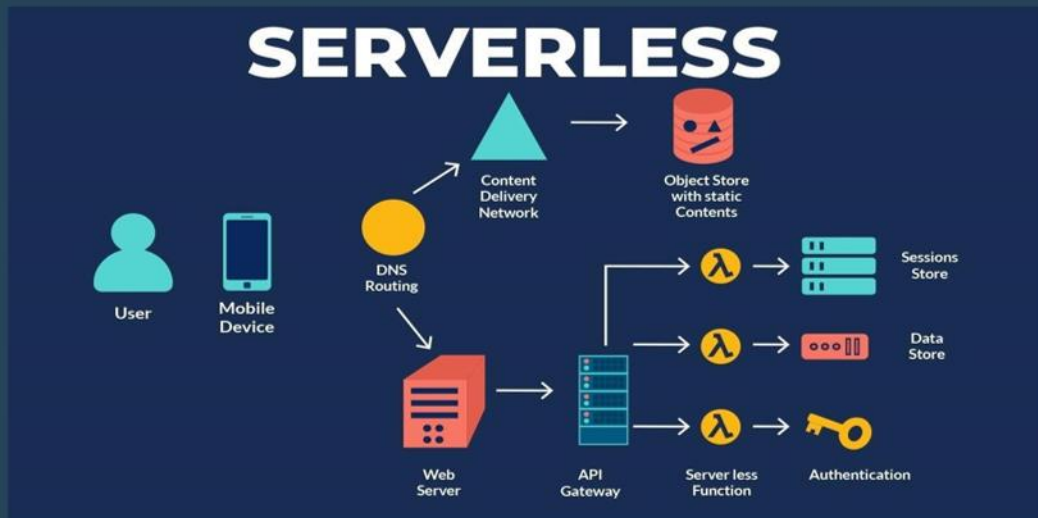 SERVERLESS
Content
Delivery
Network
Object Store
with static
Contents
User
Mobile
Device
DNS
Routing
Sessions
Store
Data
Store
Web
Server
API
Gateway
Server less
Function
Authentication